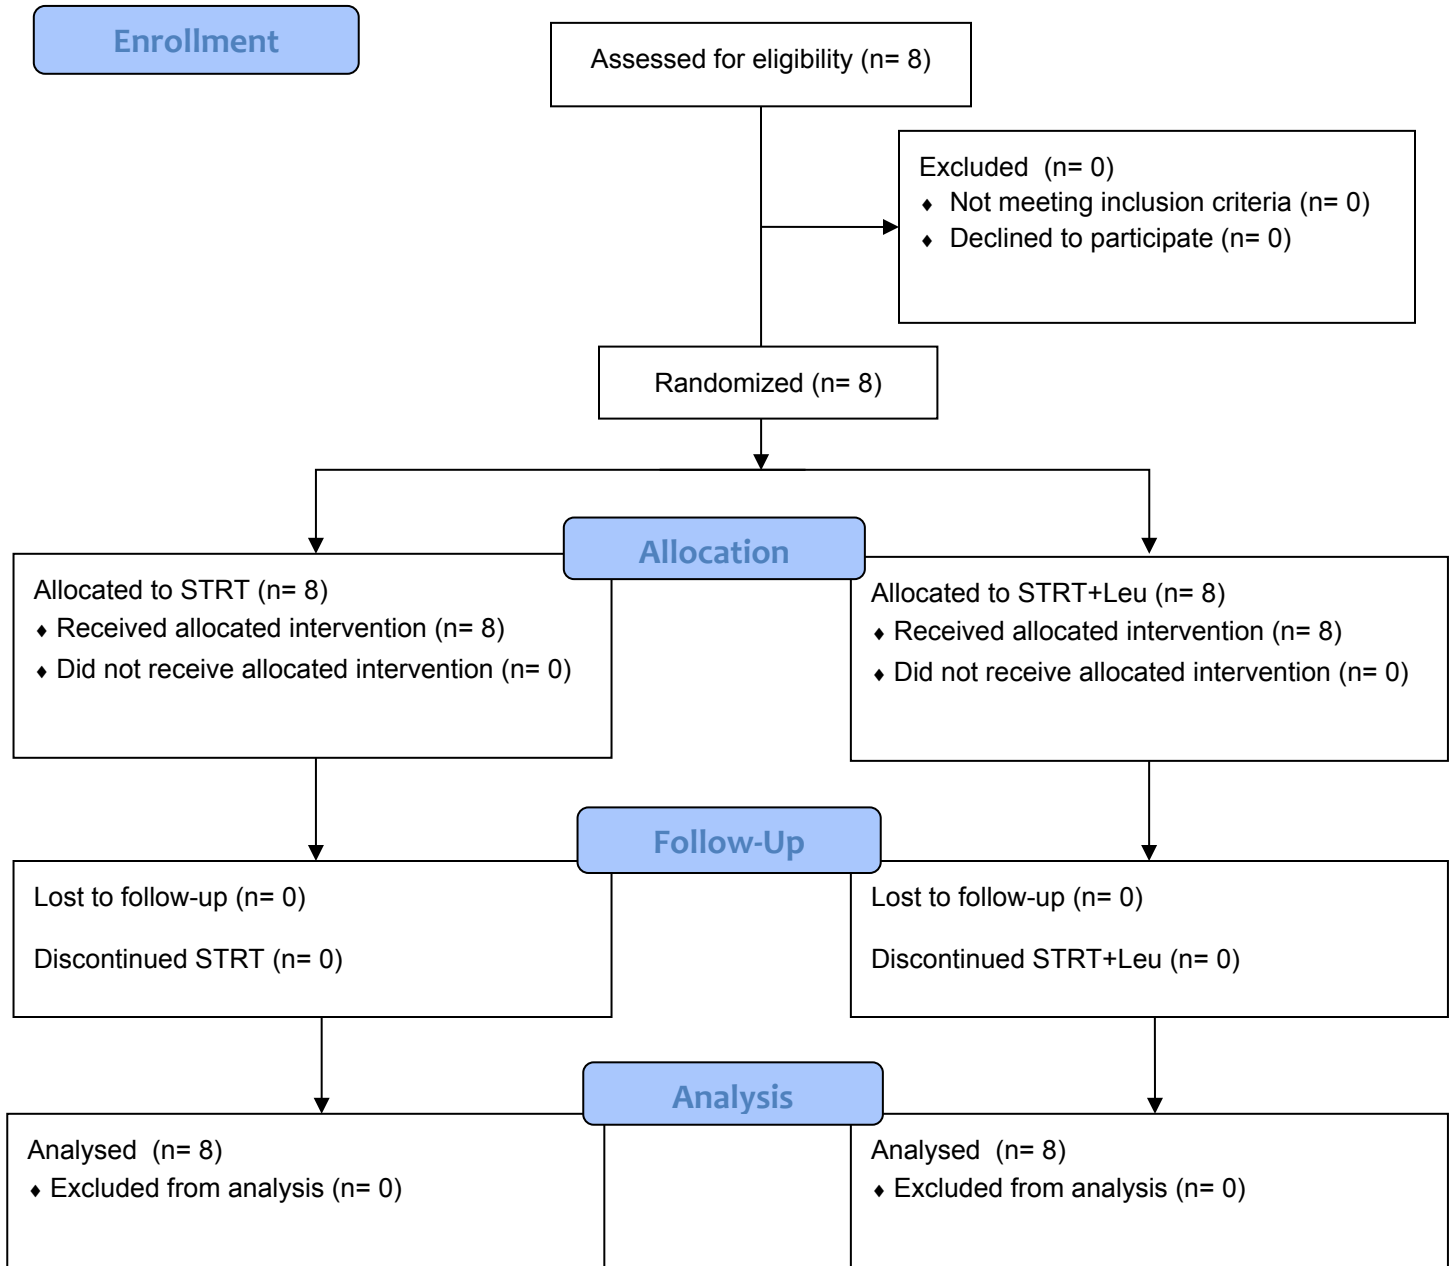 Enrollment
Assessed for eligibility (n= 8)
Excluded (n= 0)
♦ Not meeting inclusion criteria (n= 0)
♦ Declined to participate (n= 0)
Randomized (n= 8)
Allocation
Allocated to STRT (n= 8)
♦ Received allocated intervention (n= 8)
♦ Did not receive allocated intervention (n= 0)
Allocated to STRT+Leu (n= 8)
♦ Received allocated intervention (n= 8)
♦ Did not receive allocated intervention (n= 0)
Follow-Up
Lost to follow-up (n= 0)
Discontinued STRT (n= 0)
Lost to follow-up (n= 0)
Discontinued STRT+Leu (n= 0)
Analysis
Analysed (n= 8)
♦ Excluded from analysis (n= 0)
Analysed (n= 8)
♦ Excluded from analysis (n= 0)